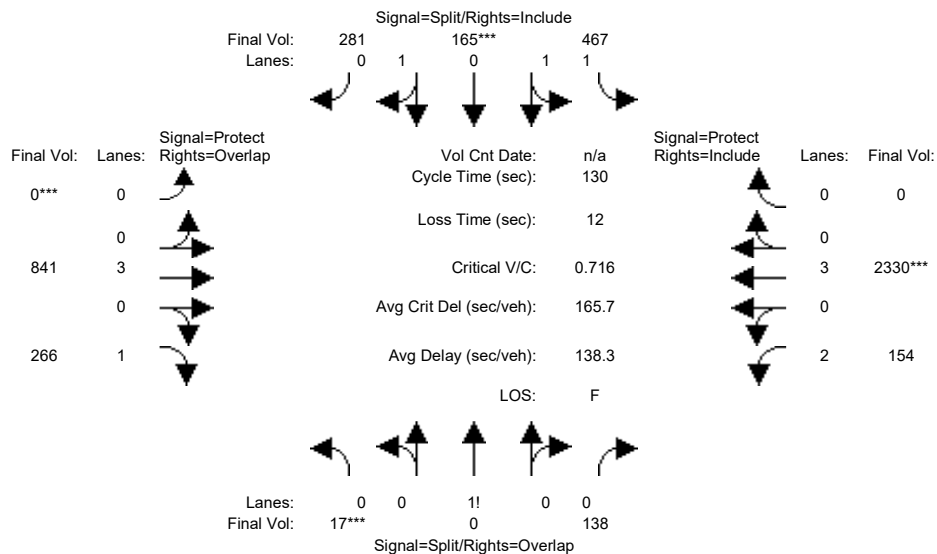 Signal=Split/Rights=Include
Final Vol: 281 165*** 467
Lanes: 0 1 0 1 1
Signal=Protect
Final Vol: Lanes: Rights=Overlap
Vol Cnt Date: n/a
Signal=Protect
Rights=Include Lanes: Final Vol:
Cycle Time (sec): 130
0*** 0
0 0
Loss Time (sec): 12
0
0
841 3
Critical V/C: 0.716
3 2330***
0
Avg Crit Del (sec/veh): 165.7
0
266 1
Avg Delay (sec/veh): 138.3
2 154
LOS: F
Lanes: 0 0 1! 0 0
Final Vol: 17*** 0 138
Signal=Split/Rights=Overlap